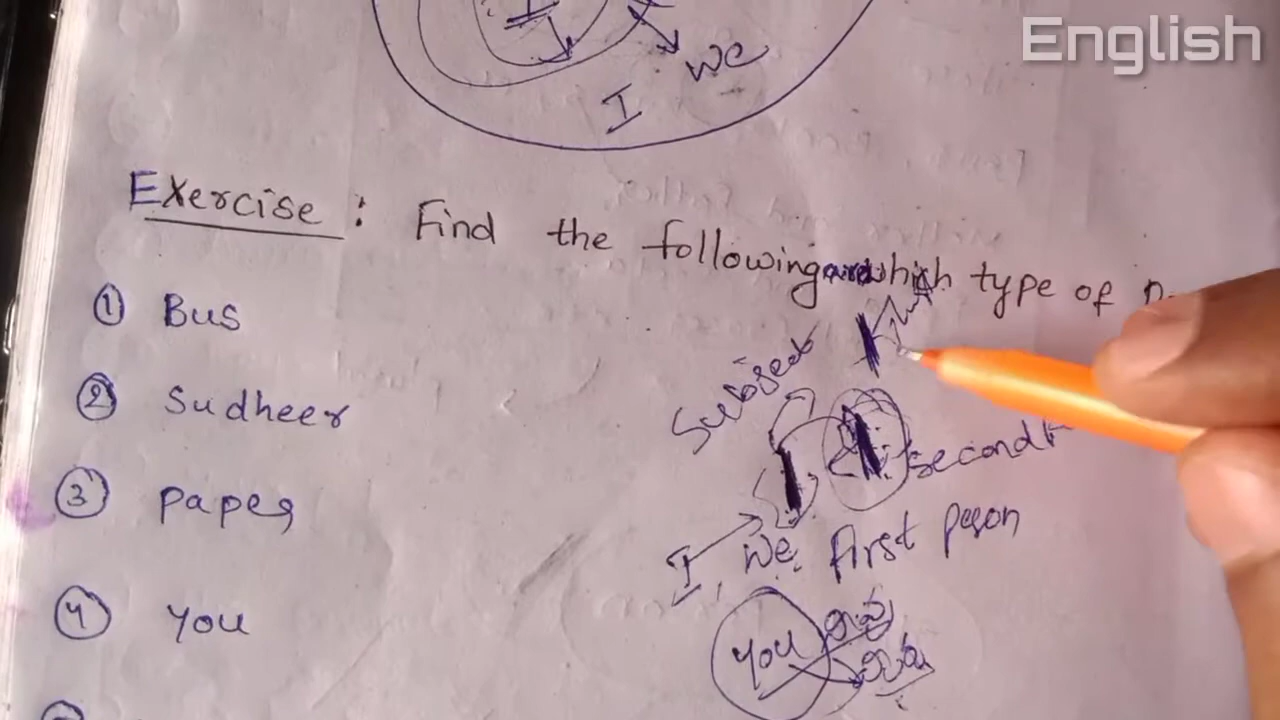 English
I we
Exercise : Find the following are which type of
① Bus
② Sudheer
③ Paper
④ You
Subject
second
I, we. first person
you